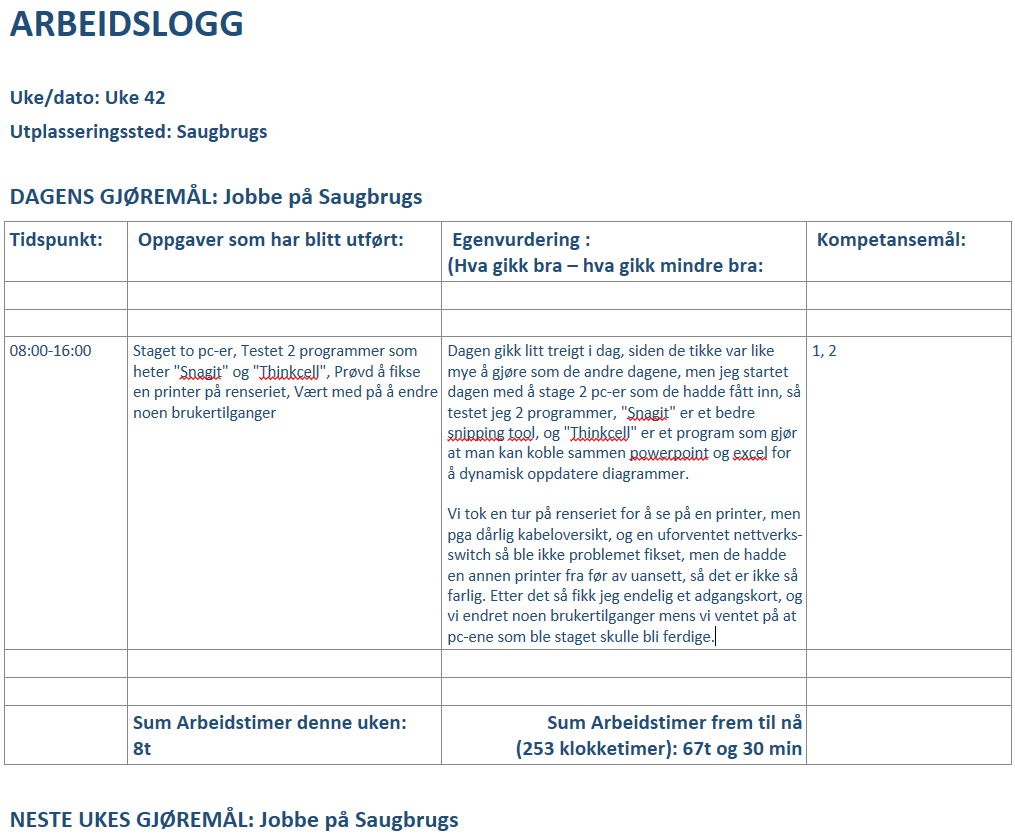 ARBEIDSLOGG
Uke/dato: Uke 42
Utplasseringssted: Saugbrugs
DAGENS GJØREMÅL: Jobbe på Saugbrugs
Tidspunkt:
Oppgaver som har blitt utført:
Egenvurdering :
(Hva gikk bra – hva gikk mindre bra:
Kompetansemål:
08:00-16:00
Staget to pc-er, Testet 2 programmer som
heter "Snagit" og "Thinkcell", Prøvd å fikse
en printer på renseriet, Vært med på å endre
noen brukertilganger
Dagen gikk litt treigt i dag, siden de tikke var like
mye å gjøre som de andre dagene, men jeg startet
dagen med å stage 2 pc-er som de hadde fått inn, så
testet jeg 2 programmer, "Snagit" er et bedre
snipping tool, og "Thinkcell" er et program som gjør
at man kan koble sammen powerpoint og excel for
å dynamisk oppdatere diagrammer.
Vi tok en tur på renseriet for å se på en printer, men
pga dårlig kabeloversikt, og en uforventet nettverks-
switch så ble ikke problemet fikset, men de hadde
en annen printer fra før av uansett, så det er ikke så
farlig. Etter det så fikk jeg endelig et adgangskort, og
vi endret noen brukertilganger mens vi ventet på at
pc-ene som ble staget skulle bli ferdige.
1, 2
Sum Arbeidstimer denne uken:
8t
Sum Arbeidstimer frem til nå
(253 klokketimer): 67t og 30 min
NESTE UKES GJØREMÅL: Jobbe på Saugbrugs